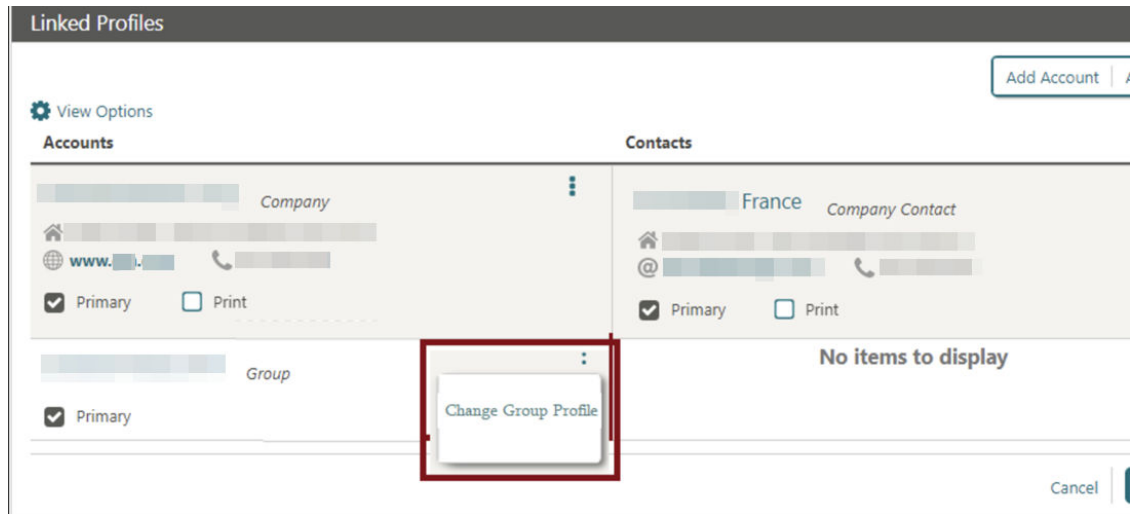 Linked Profiles
Add Account
View Options
Accounts Contacts
Company
France Company Contact
www.
Primary Print
Primary Print
Group
No items to display
Change Group Profile
Primary
Cancel